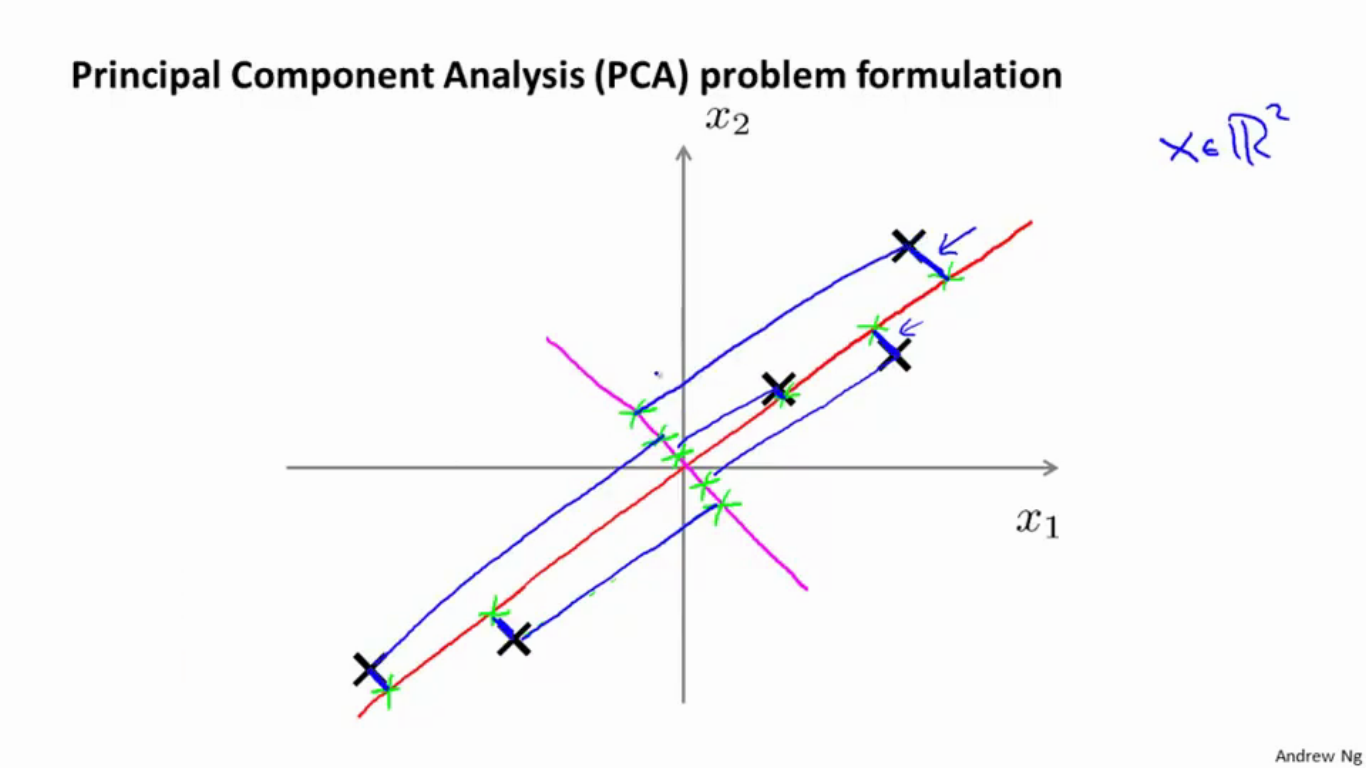 Principal Component Analysis (PCA) problem formulation
x₂
x ∈ ℝ²
x₁
Andrew Ng